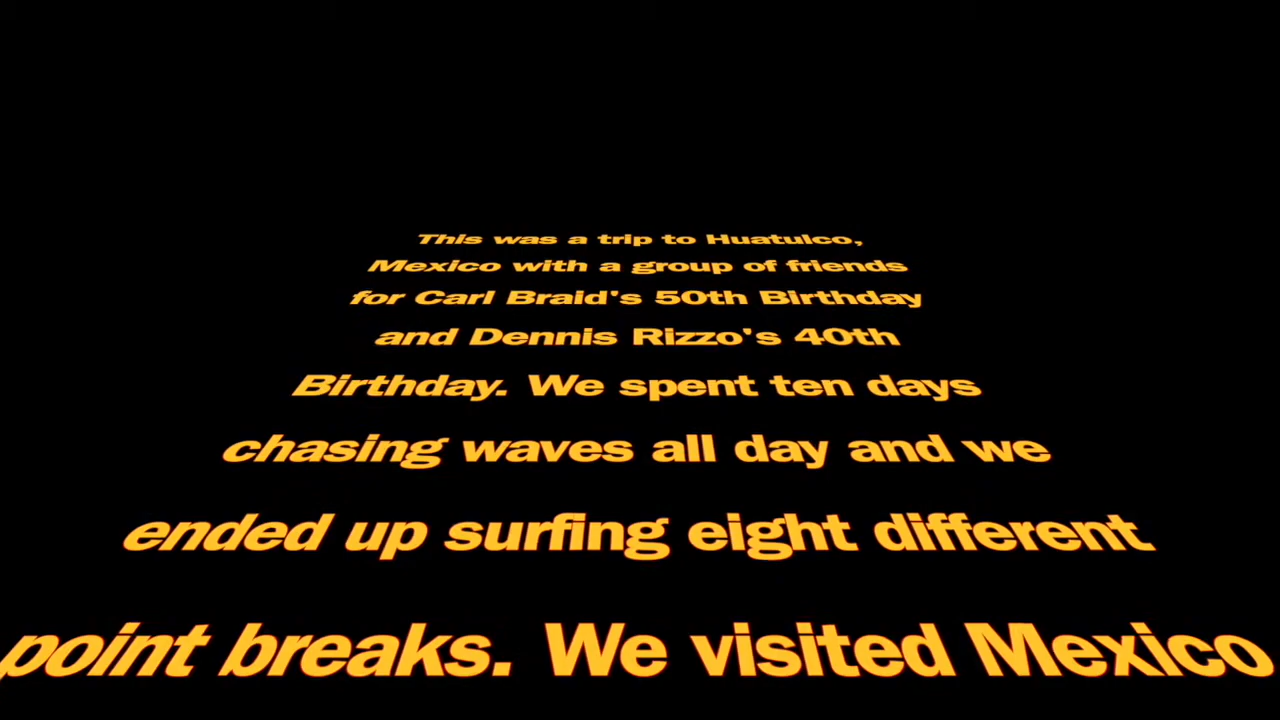 This was a trip to Huatulco,
Mexico with a group of friends
for Carl Braid's 50th Birthday
and Dennis Rizzo's 40th
Birthday. We spent ten days
chasing waves all day and we
ended up surfing eight different
point breaks. We visited Mexico